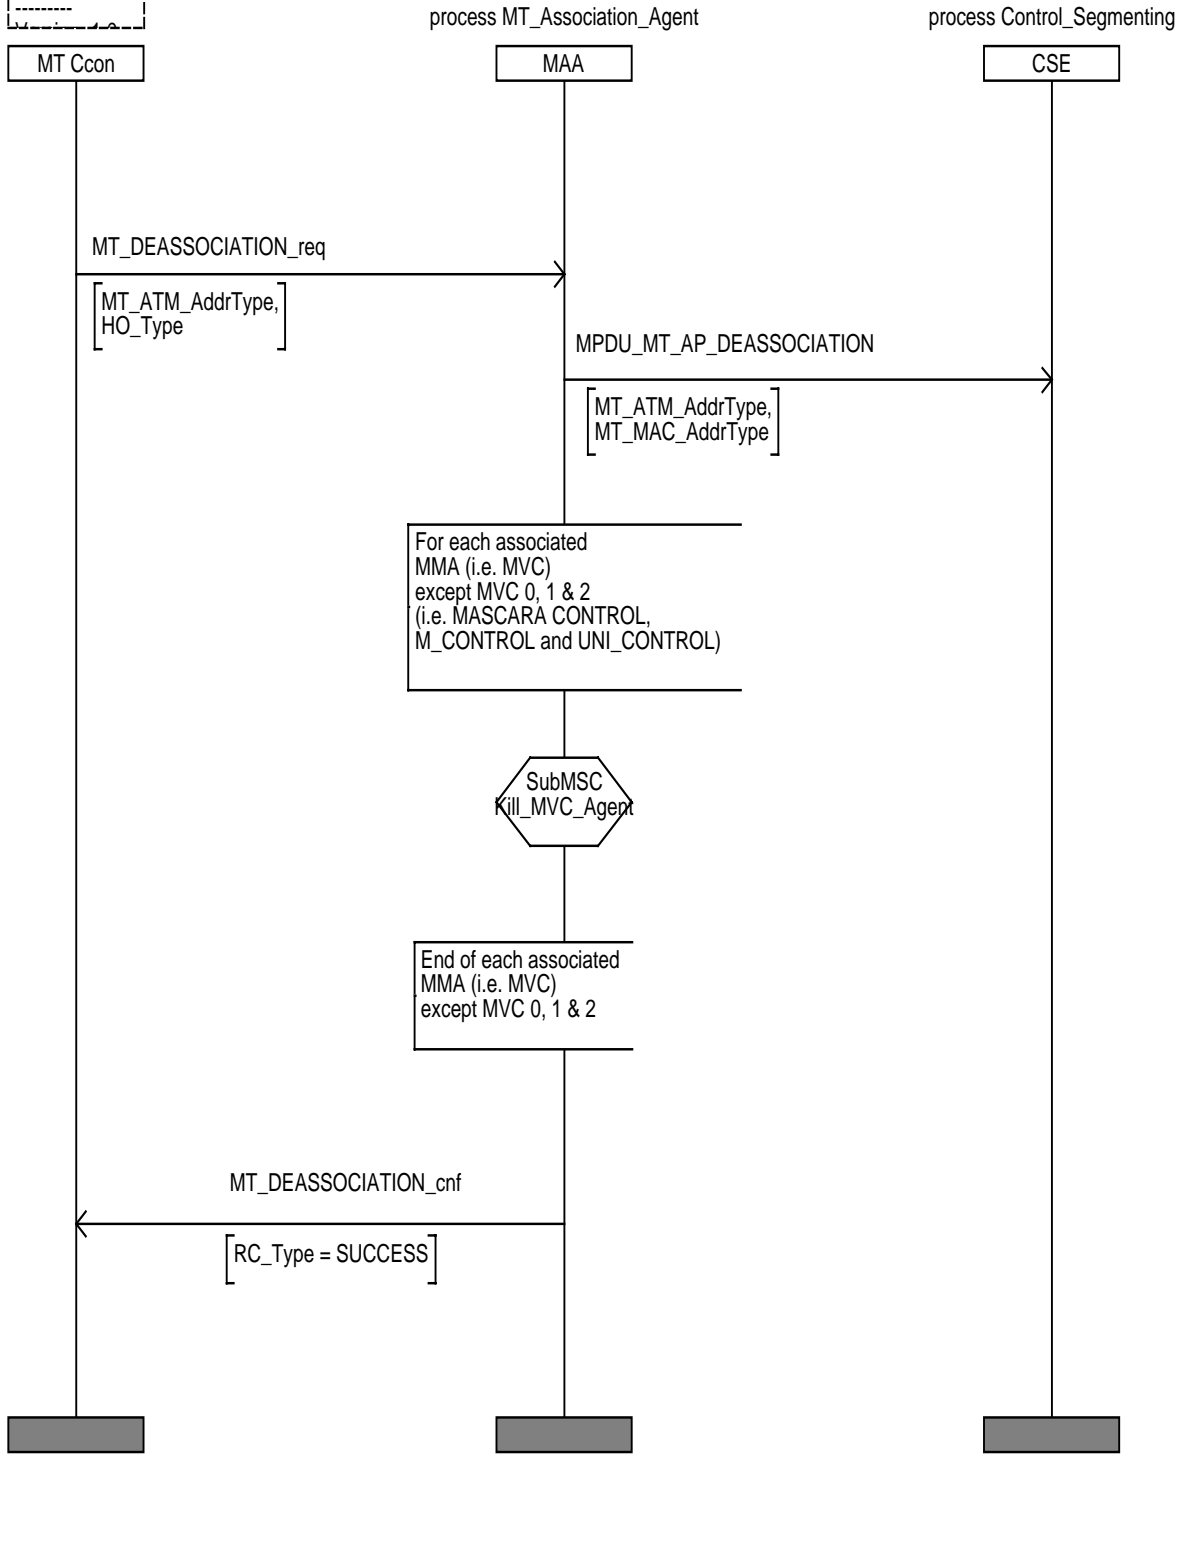 ---------
process MT_Association_Agent
process Control_Segmenting
MT Ccon
MAA
CSE
MT_DEASSOCIATION_req
MT_ATM_AddrType,
HO_Type
MPDU_MT_AP_DEASSOCIATION
MT_ATM_AddrType,
MT_MAC_AddrType
For each associated
MMA (i.e. MVC)
except MVC 0, 1 & 2
(i.e. MASCARA CONTROL,
M_CONTROL and UNI_CONTROL)
SubMSC
Kill_MVC_Agent
End of each associated
MMA (i.e. MVC)
except MVC 0, 1 & 2
MT_DEASSOCIATION_cnf
RC_Type = SUCCESS